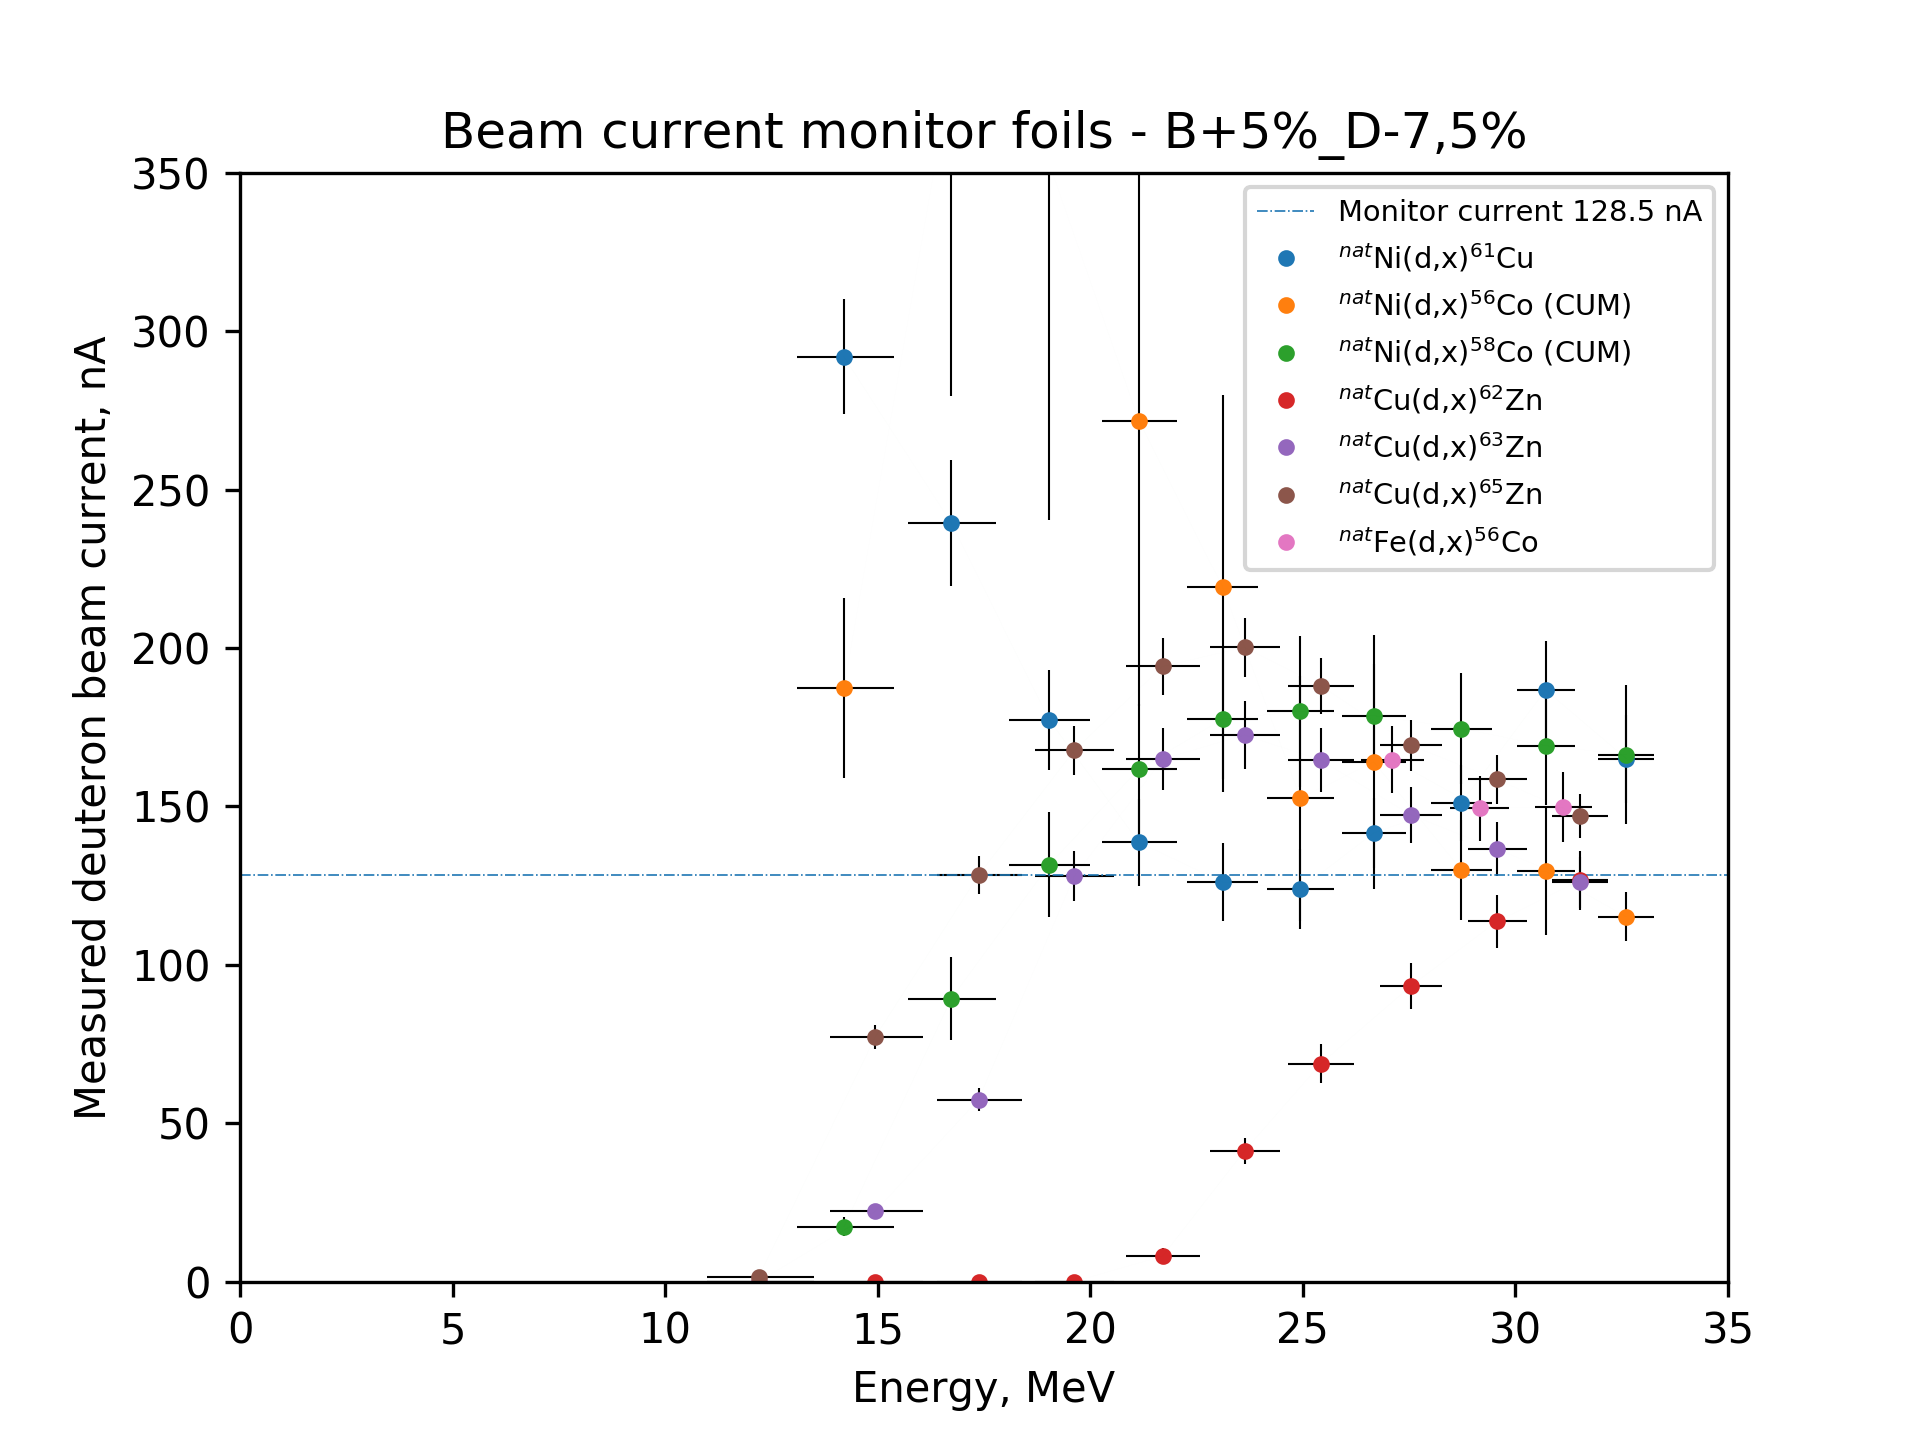 Beam current monitor foils - B+5%_D-7,5%
Measured deuteron beam current, nA
350
300
250
200
150
100
50
0
Monitor current 128.5 nA
natNi(d,x)61Cu
natNi(d,x)56Co (CUM)
natNi(d,x)58Co (CUM)
natCu(d,x)62Zn
natCu(d,x)63Zn
natCu(d,x)65Zn
natFe(d,x)56Co
0 5 10 15 20 25 30 35
Energy, MeV